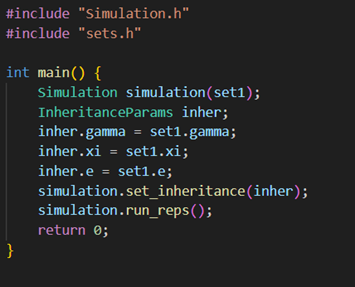 #include "Simulation.h"
#include "sets.h"
int main() {
    Simulation simulation(set1);
    InheritanceParams inher;
    inher.gamma = set1.gamma;
    inher.xi = set1.xi;
    inher.e = set1.e;
    simulation.set_inheritance(inher);
    simulation.run_reps();
    return 0;
}